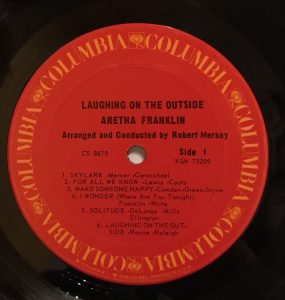 COLUMBIA
COLUMBIA
COLUMBIA
COLUMBIA
COLUMBIA
LAUGHING ON THE OUTSIDE
ARETHA FRANKLIN
Arranged and Conducted by Robert Mersey
CS 8879
Side 1
XSM 75209
1. SKYLARK -Mercer-Carmichael
2. FOR ALL WE KNOW -Lewis-Coots
3. MAKE SOMEONE HAPPY-Comden-Green-Styne
4. I WONDER (Where Are You Tonight)
Franklin -White
5. SOLITUDE -DeLange -Mills
Ellington
6. LAUGHING ON THE OUT-
SIDE -Wayne-Raleigh